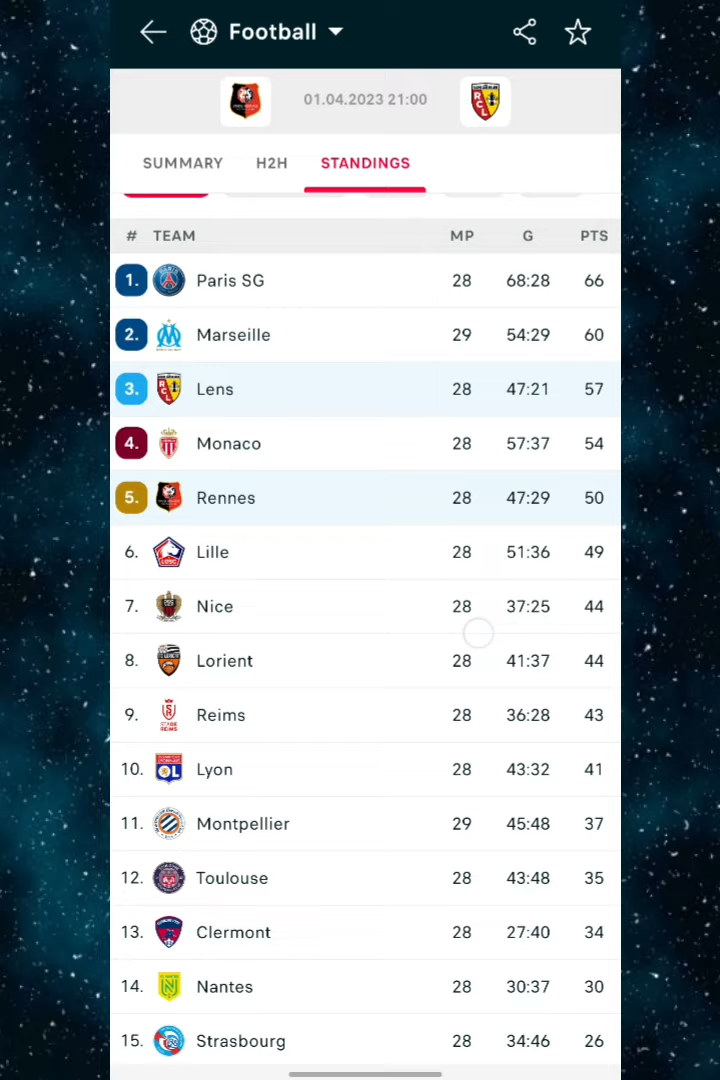 Football
01.04.2023 21:00
RCL
SUMMARY H2H STANDINGS
# TEAM MP G PTS
1. Paris SG 28 68:28 66
2. Marseille 29 54:29 60
3. Lens 28 47:21 57
4. Monaco 28 57:37 54
5. Rennes 28 47:29 50
6. Lille 28 51:36 49
7. Nice 28 37:25 44
8. Lorient 28 41:37 44
9. Reims 28 36:28 43
10. Lyon 28 43:32 41
11. Montpellier 29 45:48 37
12. Toulouse 28 43:48 35
13. Clermont 28 27:40 34
14. Nantes 28 30:37 30
15. Strasbourg 28 34:46 26